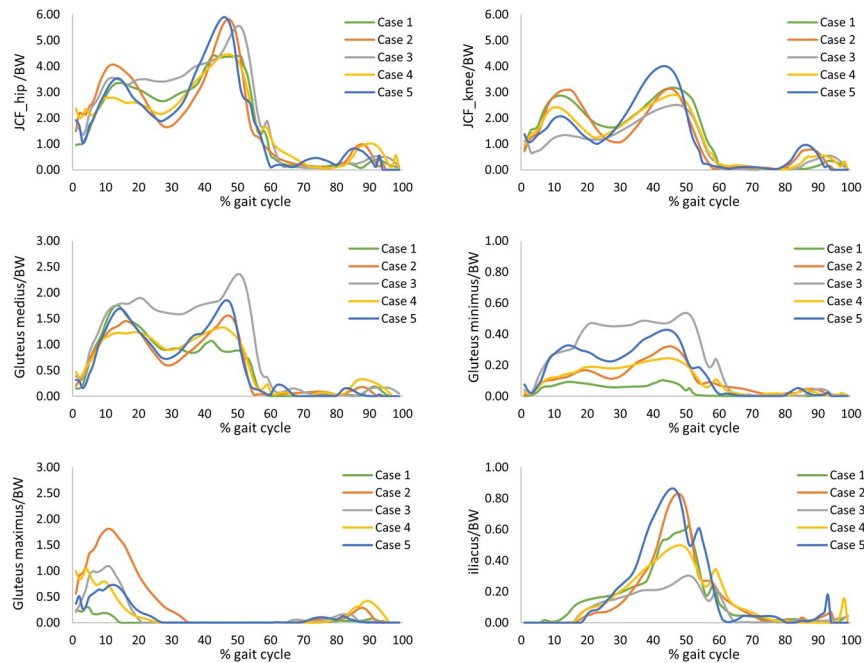 JCF_hip /BW
6.00
5.00
4.00
3.00
2.00
1.00
0.00
0 10 20 30 40 50 60 70 80 90 100
% gait cycle
Case 1
Case 2
Case 3
Case 4
Case 5
JCF_knee/BW
6.00
5.00
4.00
3.00
2.00
1.00
0.00
0 10 20 30 40 50 60 70 80 90 100
% gait cycle
Case 1
Case 2
Case 3
Case 4
Case 5
Gluteus medius/BW
3.00
2.50
2.00
1.50
1.00
0.50
0.00
0 10 20 30 40 50 60 70 80 90 100
% gait cycle
Case 1
Case 2
Case 3
Case 4
Case 5
Gluteus minimus/BW
1.00
0.80
0.60
0.40
0.20
0.00
0 10 20 30 40 50 60 70 80 90 100
% gait cycle
Case 1
Case 2
Case 3
Case 4
Case 5
Gluteus maximus/BW
3.00
2.50
2.00
1.50
1.00
0.50
0.00
0 10 20 30 40 50 60 70 80 90 100
% gait cycle
Case 1
Case 2
Case 3
Case 4
Case 5
iliacus/BW
1.00
0.80
0.60
0.40
0.20
0.00
0 10 20 30 40 50 60 70 80 90 100
% gait cycle
Case 1
Case 2
Case 3
Case 4
Case 5